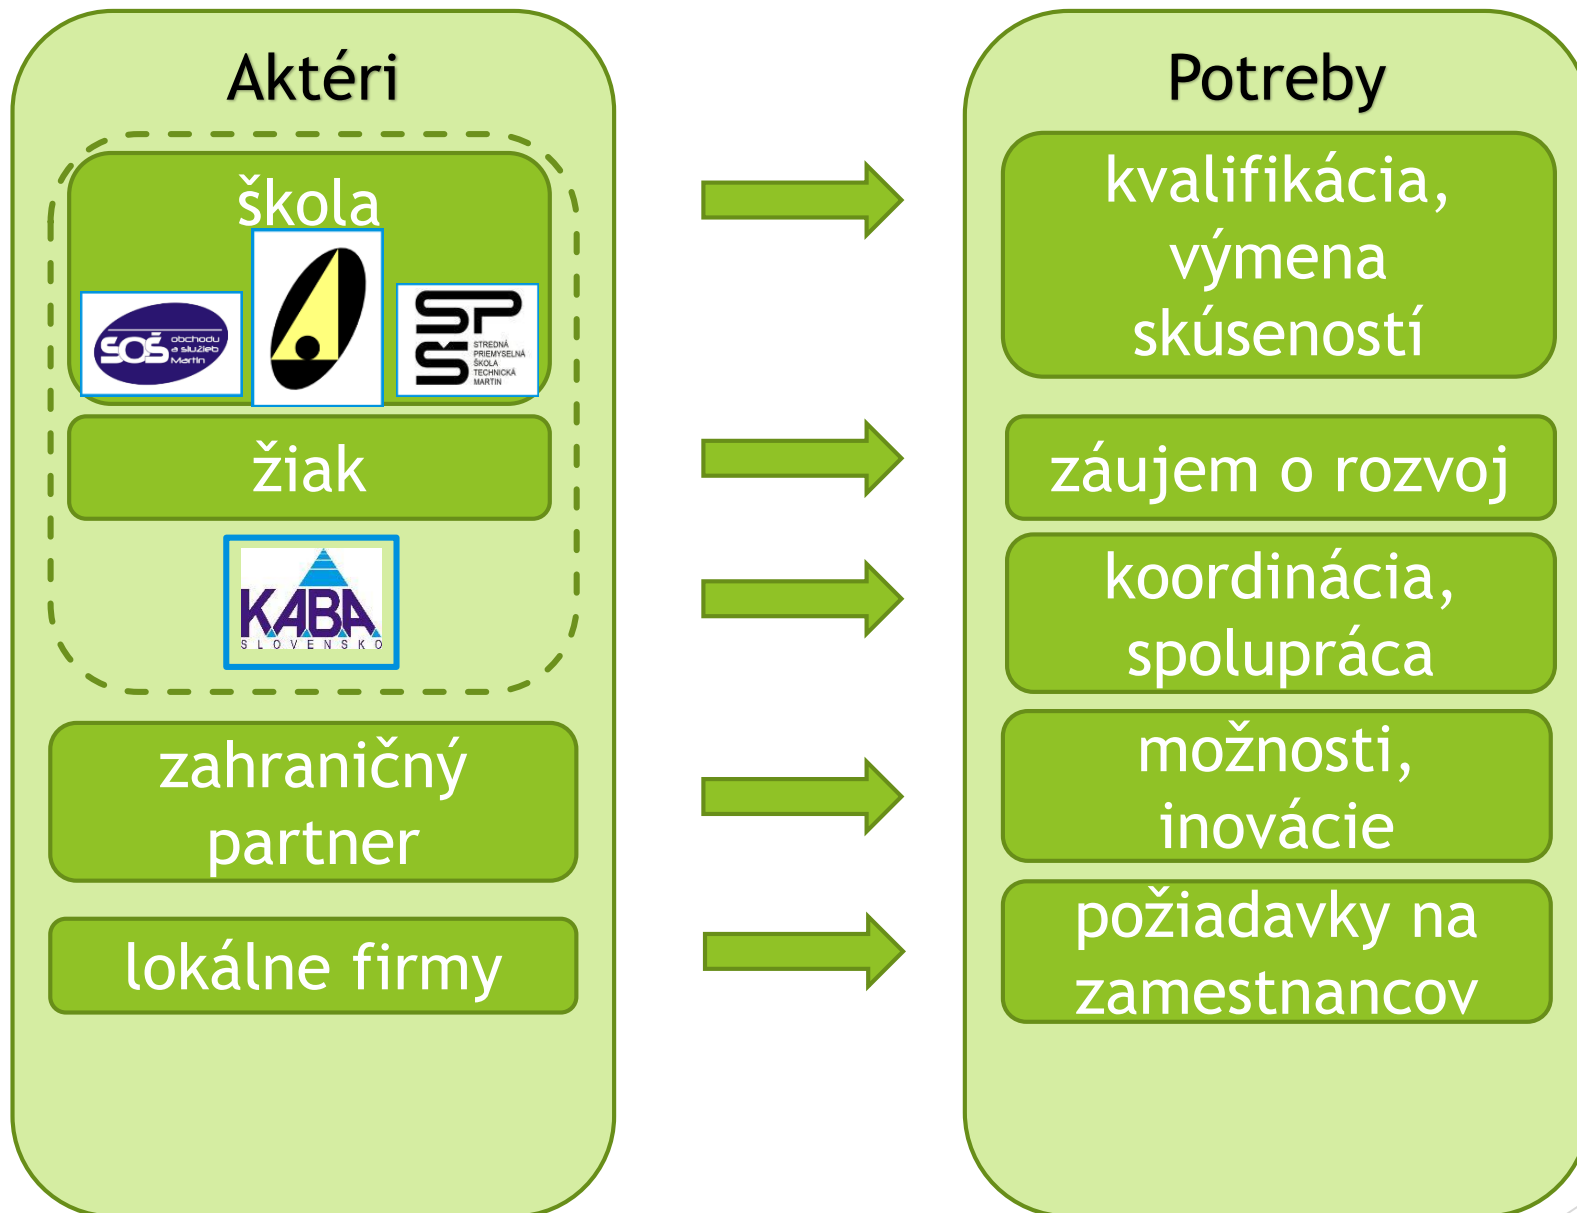 Aktéri
škola
SOŠ
obchodu
a služieb
Martin
SPŠ
STREDNÁ
PRIEMYSELNÁ
ŠKOLA
TECHNICKÁ
MARTIN
žiak
K.A.B.A.
SLOVENSKO
zahraničný
partner
lokálne firmy
Potreby
kvalifikácia,
výmena
skúseností
záujem o rozvoj
koordinácia,
spolupráca
možnosti,
inovácie
požiadavky na
zamestnancov